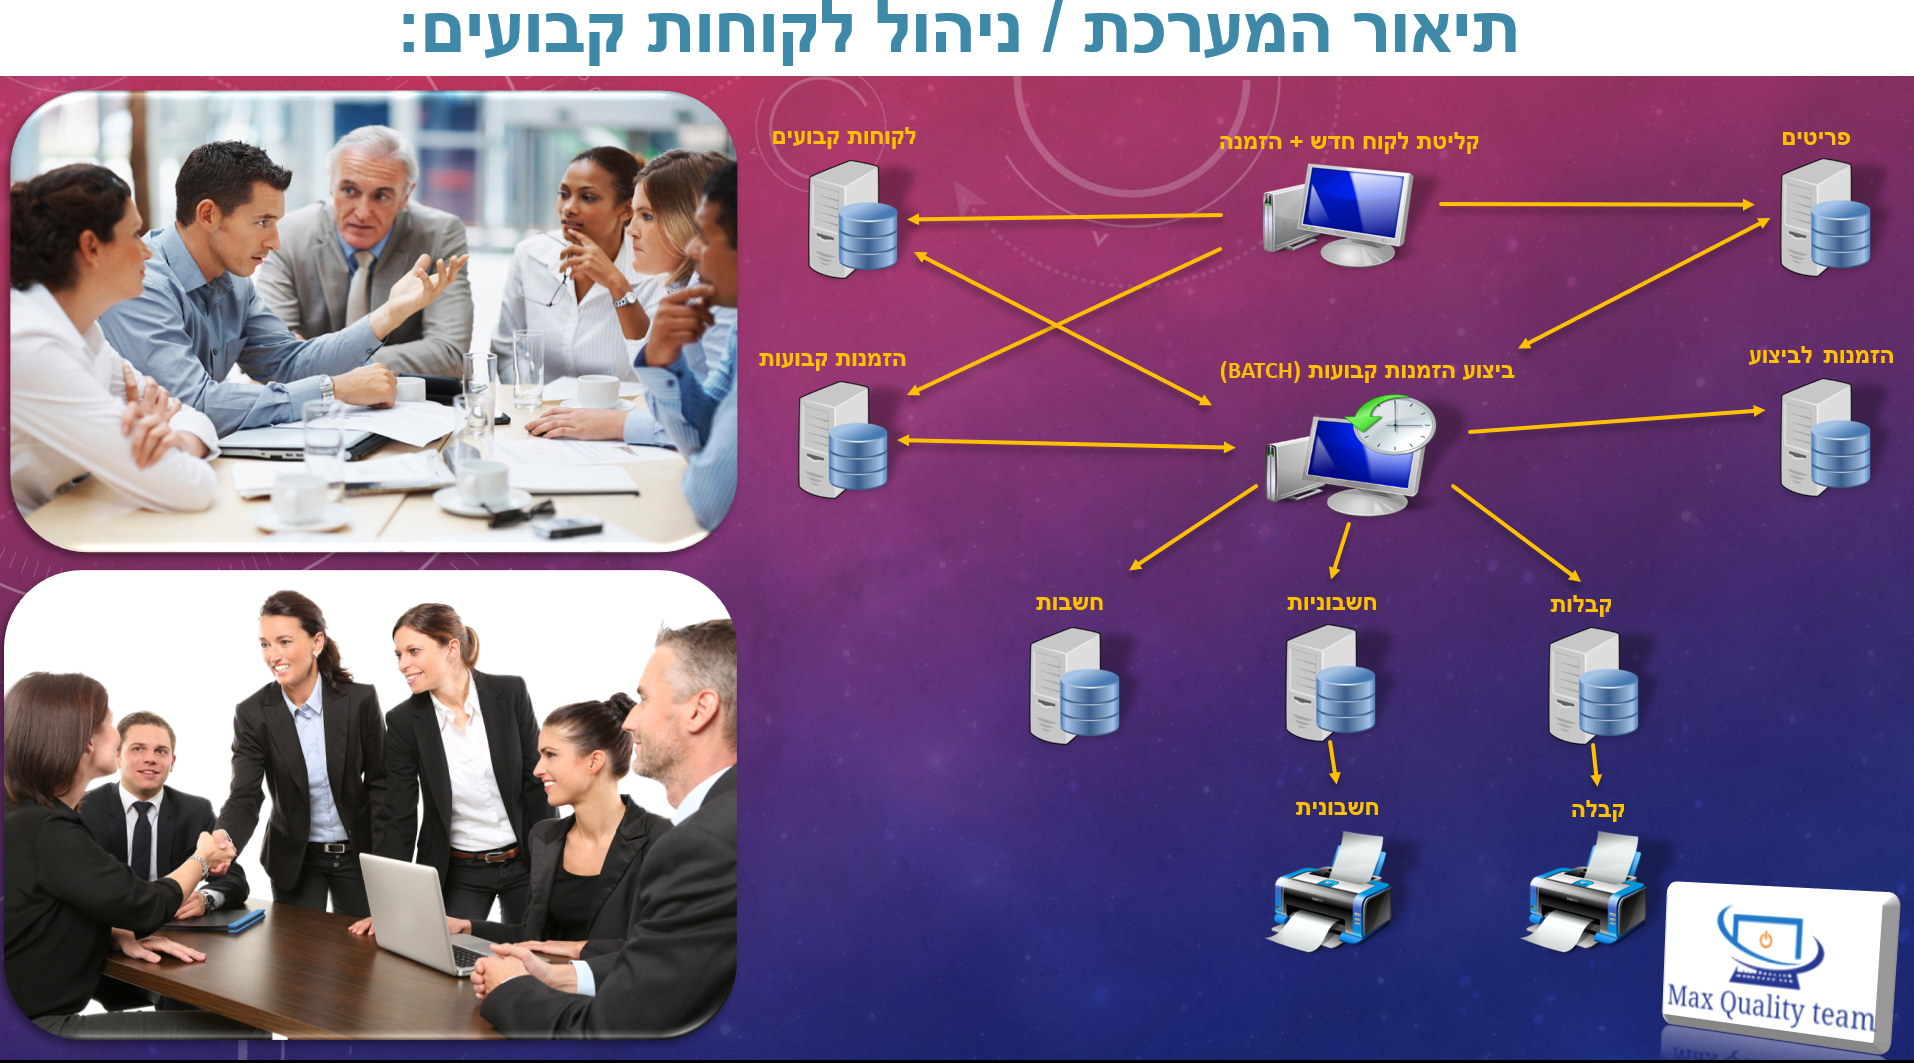 תיאור המערכת / ניהול לקוחות קבועים:
פריטים
קליטת לקוח חדש + הזמנה
לקוחות קבועים
הזמנות לביצוע
ביצוע הזמנות קבועות (BATCH)
הזמנות קבועות
קבלות
חשבוניות
חשבות
קבלה
חשבונית
Max Quality team